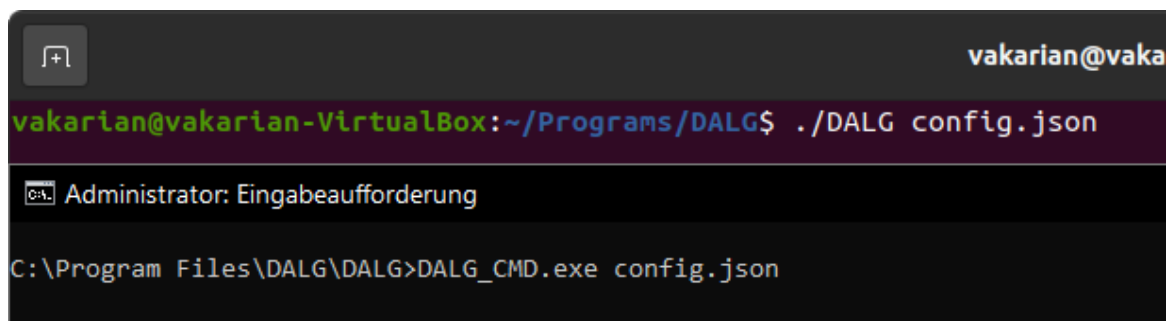 vakarian@vaka
vakarian@vakarian-VirtualBox:~/Programs/DALG$ ./DALG config.json
Administrator: Eingabeaufforderung
C:\Program Files\DALG\DALG>DALG_CMD.exe config.json